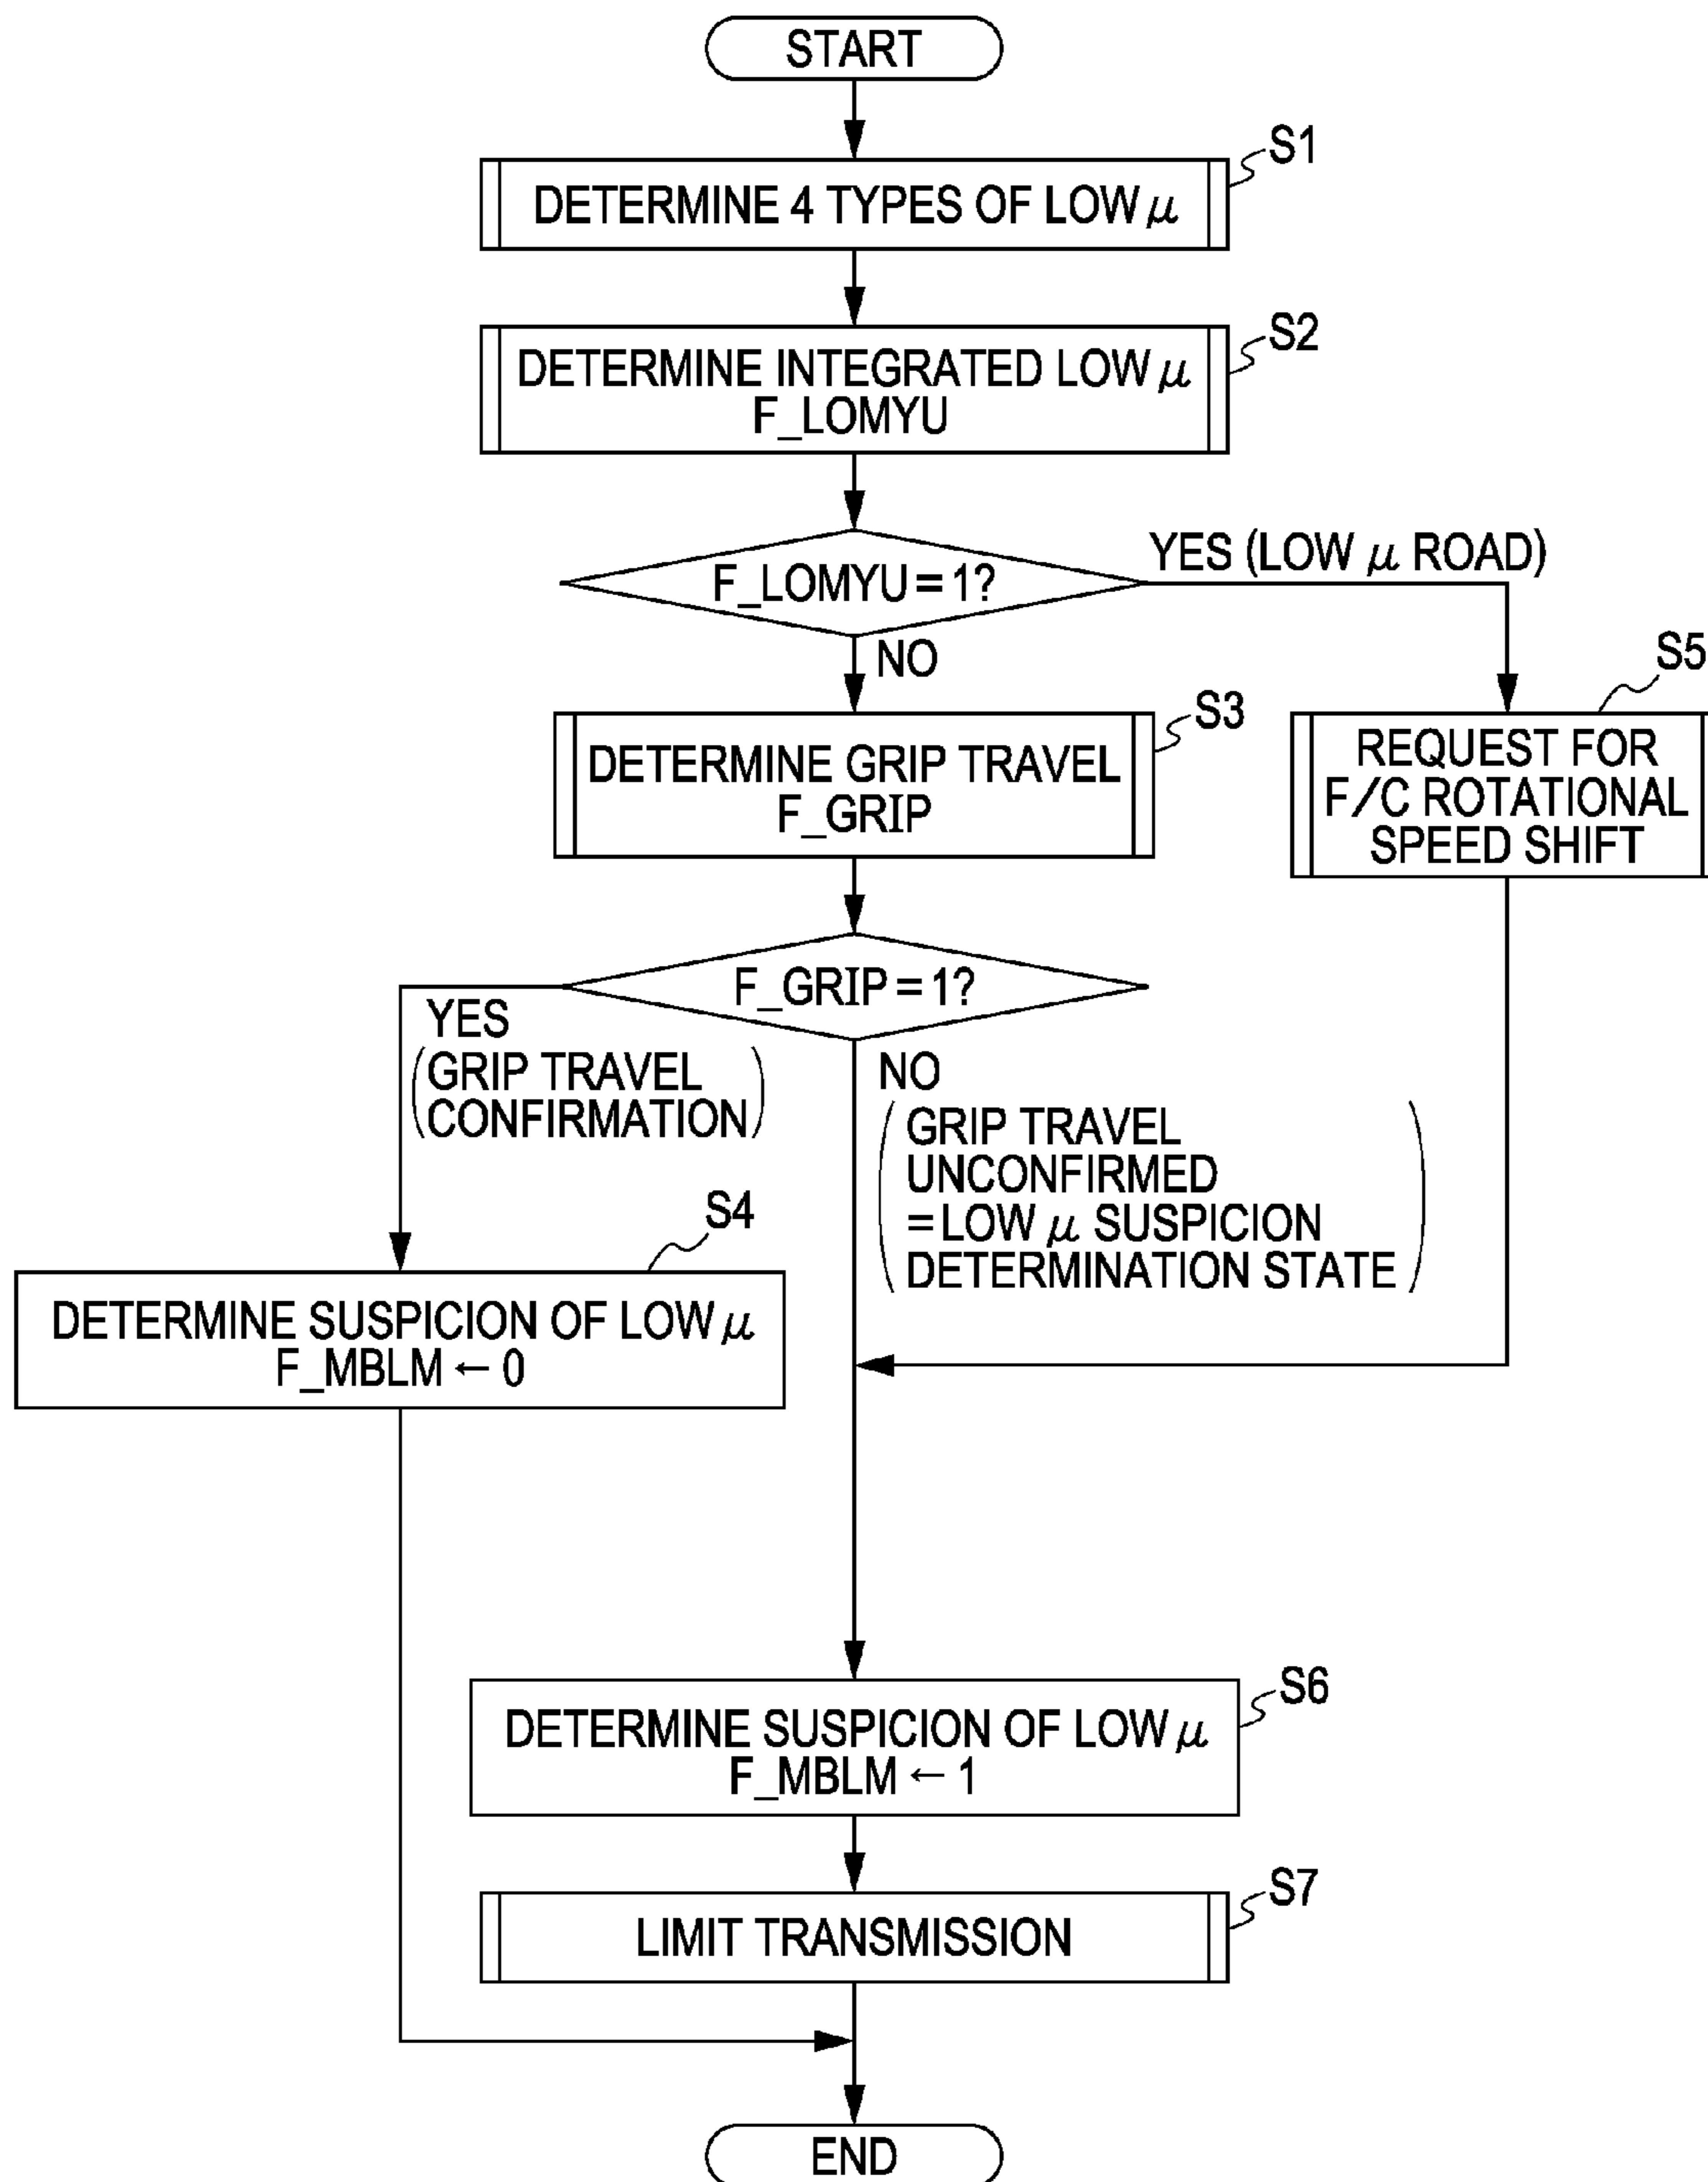 START
S1
DETERMINE 4 TYPES OF LOW μ
S2
DETERMINE INTEGRATED LOW μ
F_LOMYU
YES (LOW μ ROAD)
F_LOMYU = 1?
NO
S5
REQUEST FOR
F/C ROTATIONAL
SPEED SHIFT
S3
DETERMINE GRIP TRAVEL
F_GRIP
F_GRIP = 1?
YES
(GRIP TRAVEL
CONFIRMATION)
NO
(GRIP TRAVEL
UNCONFIRMED
= LOW μ SUSPICION
DETERMINATION STATE)
S4
DETERMINE SUSPICION OF LOW μ
F_MBLM ← 0
S6
DETERMINE SUSPICION OF LOW μ
F_MBLM ← 1
S7
LIMIT TRANSMISSION
END